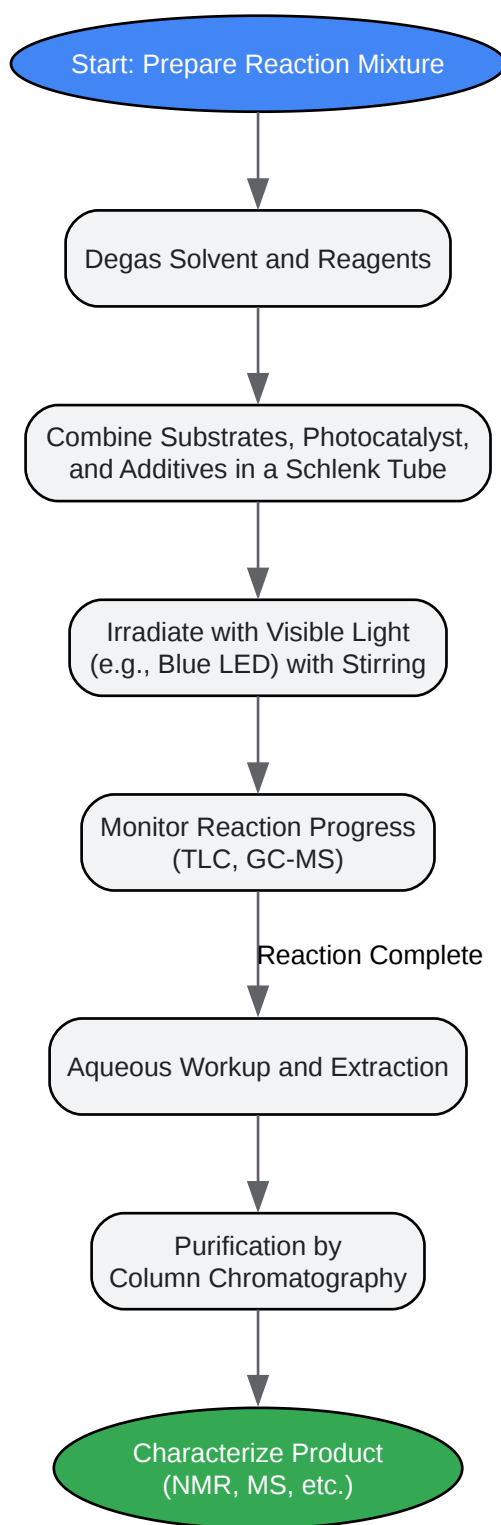 Start: Prepare Reaction Mixture
Degas Solvent and Reagents
Combine Substrates, Photocatalyst,
and Additives in a Schlenk Tube
Irradiate with Visible Light
(e.g., Blue LED) with Stirring
Monitor Reaction Progress
(TLC, GC-MS)
Reaction Complete
Aqueous Workup and Extraction
Purification by
Column Chromatography
Characterize Product
(NMR, MS, etc.)